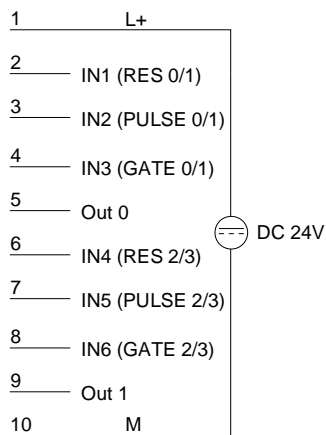 1 L+
2 IN1 (RES 0/1)
3 IN2 (PULSE 0/1)
4 IN3 (GATE 0/1)
5 Out 0
DC 24V
6 IN4 (RES 2/3)
7 IN5 (PULSE 2/3)
8 IN6 (GATE 2/3)
9 Out 1
10 M